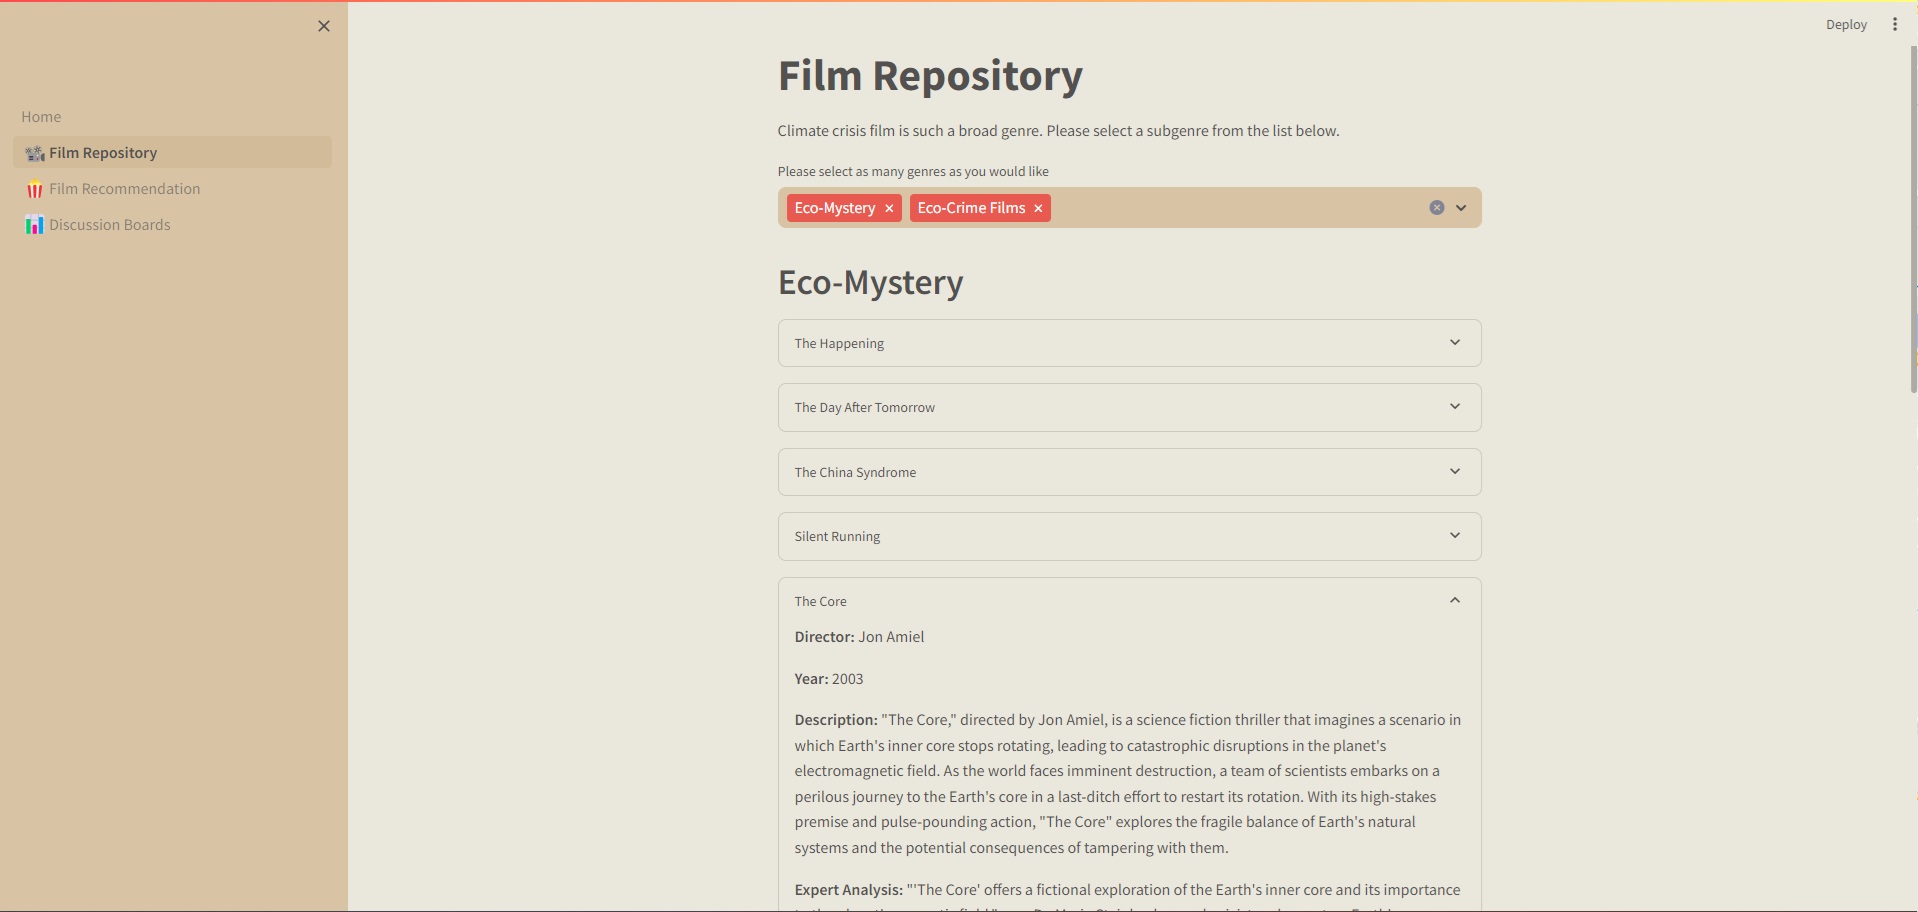 Deploy
Home
Film Repository
Film Recommendation
Discussion Boards
Film Repository
Climate crisis film is such a broad genre. Please select a subgenre from the list below.
Please select as many genres as you would like
Eco-Mystery
Eco-Crime Films
Eco-Mystery
The Happening
The Day After Tomorrow
The China Syndrome
Silent Running
The Core
Director: Jon Amiel
Year: 2003
Description: "The Core," directed by Jon Amiel, is a science fiction thriller that imagines a scenario in
which Earth's inner core stops rotating, leading to catastrophic disruptions in the planet's
electromagnetic field. As the world faces imminent destruction, a team of scientists embarks on a
perilous journey to the Earth's core in a last-ditch effort to restart its rotation. With its high-stakes
premise and pulse-pounding action, "The Core" explores the fragile balance of Earth's natural
systems and the potential consequences of tampering with them.
Expert Analysis: "'The Core' offers a fictional exploration of the Earth's inner core and its importance